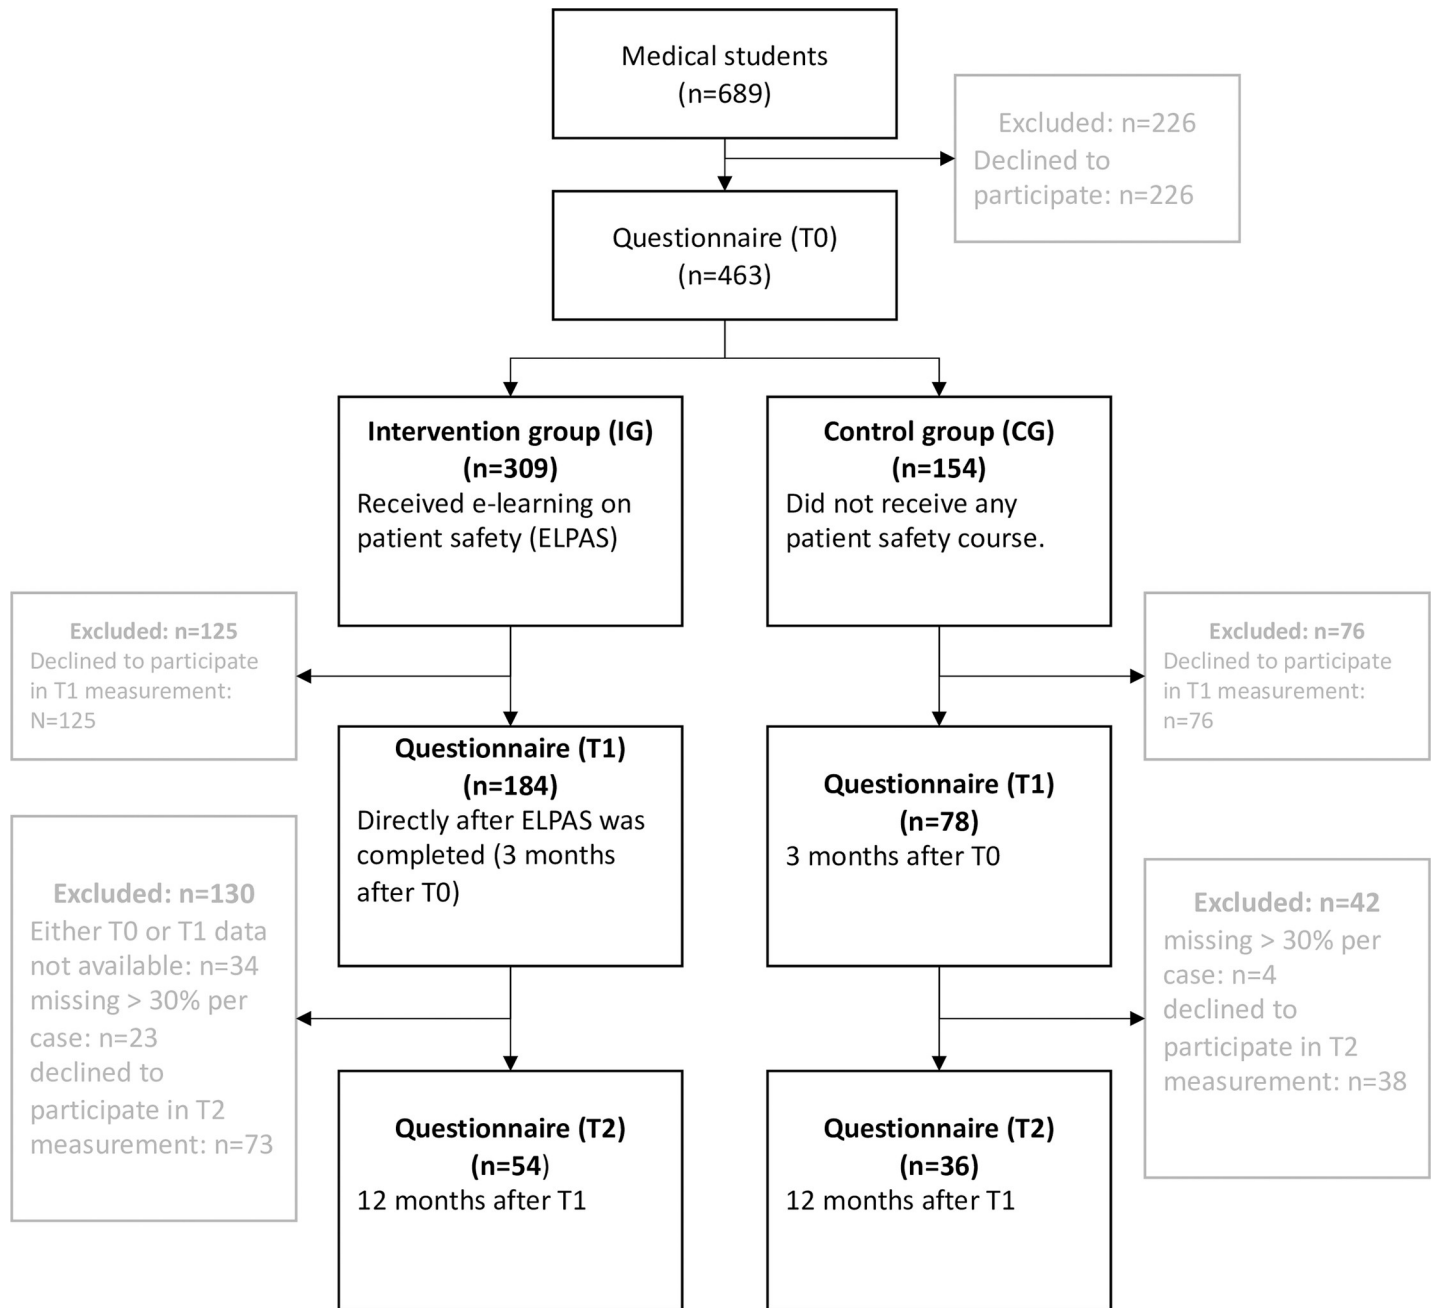 Medical students
(n=689)
Excluded: n=226
Declined to
participate: n=226
Questionnaire (T0)
(n=463)
Intervention group (IG)
(n=309)
Received e-learning on
patient safety (ELPAS)
Control group (CG)
(n=154)
Did not receive any
patient safety course.
Excluded: n=125
Declined to participate
in T1 measurement:
N=125
Excluded: n=76
Declined to participate
in T1 measurement:
n=76
Questionnaire (T1)
(n=184)
Directly after ELPAS was
completed (3 months
after T0)
Questionnaire (T1)
(n=78)
3 months after T0
Excluded: n=130
Either T0 or T1 data
not available: n=34
missing > 30% per
case: n=23
declined to
participate in T2
measurement: n=73
Excluded: n=42
missing > 30% per
case: n=4
declined to
participate in T2
measurement: n=38
Questionnaire (T2)
(n=54)
12 months after T1
Questionnaire (T2)
(n=36)
12 months after T1